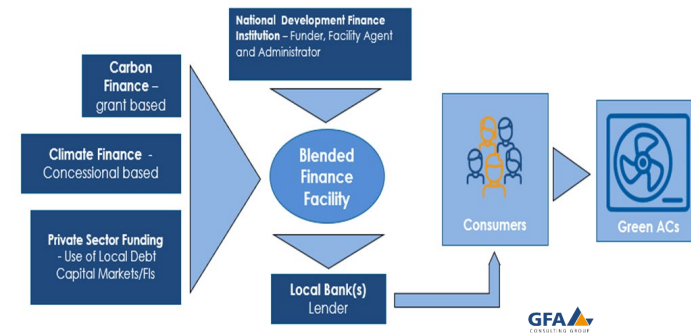 National Development Finance
Institution – Funder, Facility Agent
and Administrator
Carbon
Finance –
grant based
Climate Finance -
Concessional based
Private Sector Funding
- Use of Local Debt
Capital Markets/FIs
Blended
Finance
Facility
Local Bank(s)
Lender
Consumers
Green ACs
GFA
CONSULTING GROUP